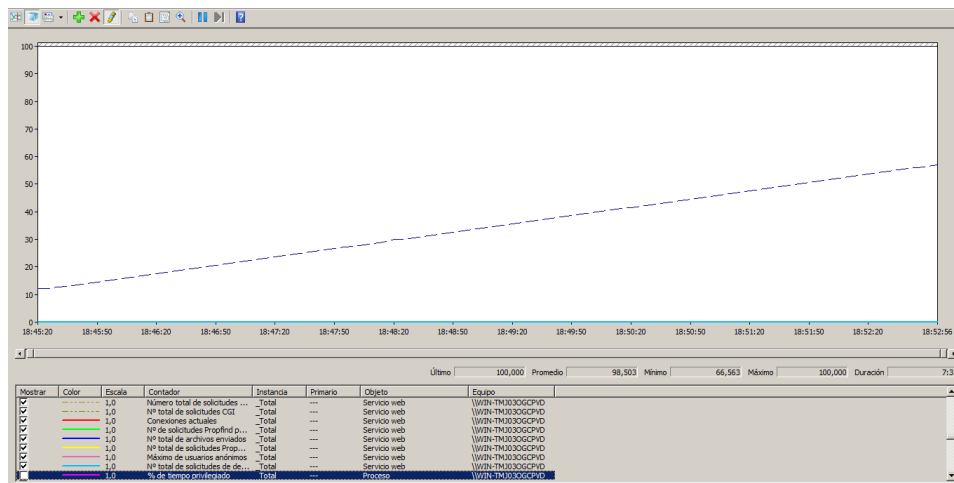 100
90
80
70
60
50
40
30
20
10
0
18:45:20 18:45:50 18:46:20 18:46:50 18:47:20 18:47:50 18:48:20 18:48:50 18:49:20 18:49:50 18:50:20 18:50:50 18:51:20 18:51:50 18:52:20 18:52:56
Último 100,000 Promedio 98,503 Mínimo 66,563 Máximo 100,000 Duración 7:3
Mostrar Color Escala Contador Instancia Primario Objeto Equipo
1,0 Número total de solicitudes ... _Total --- Servicio web \\WIN-TMJ03OGCPVD
1,0 Nº total de solicitudes CGI _Total --- Servicio web \\WIN-TMJ03OGCPVD
1,0 Conexiones actuales _Total --- Servicio web \\WIN-TMJ03OGCPVD
1,0 Nº de solicitudes Propfind p... _Total --- Servicio web \\WIN-TMJ03OGCPVD
1,0 Nº total de archivos enviados _Total --- Servicio web \\WIN-TMJ03OGCPVD
1,0 Nº total de solicitudes Prop... _Total --- Servicio web \\WIN-TMJ03OGCPVD
1,0 Máximo de usuarios anónimos _Total --- Servicio web \\WIN-TMJ03OGCPVD
1,0 Nº total de solicitudes de de... _Total --- Servicio web \\WIN-TMJ03OGCPVD
1,0 % de tiempo privilegiado _Total --- Proceso \\WIN-TMJ03OGCPVD